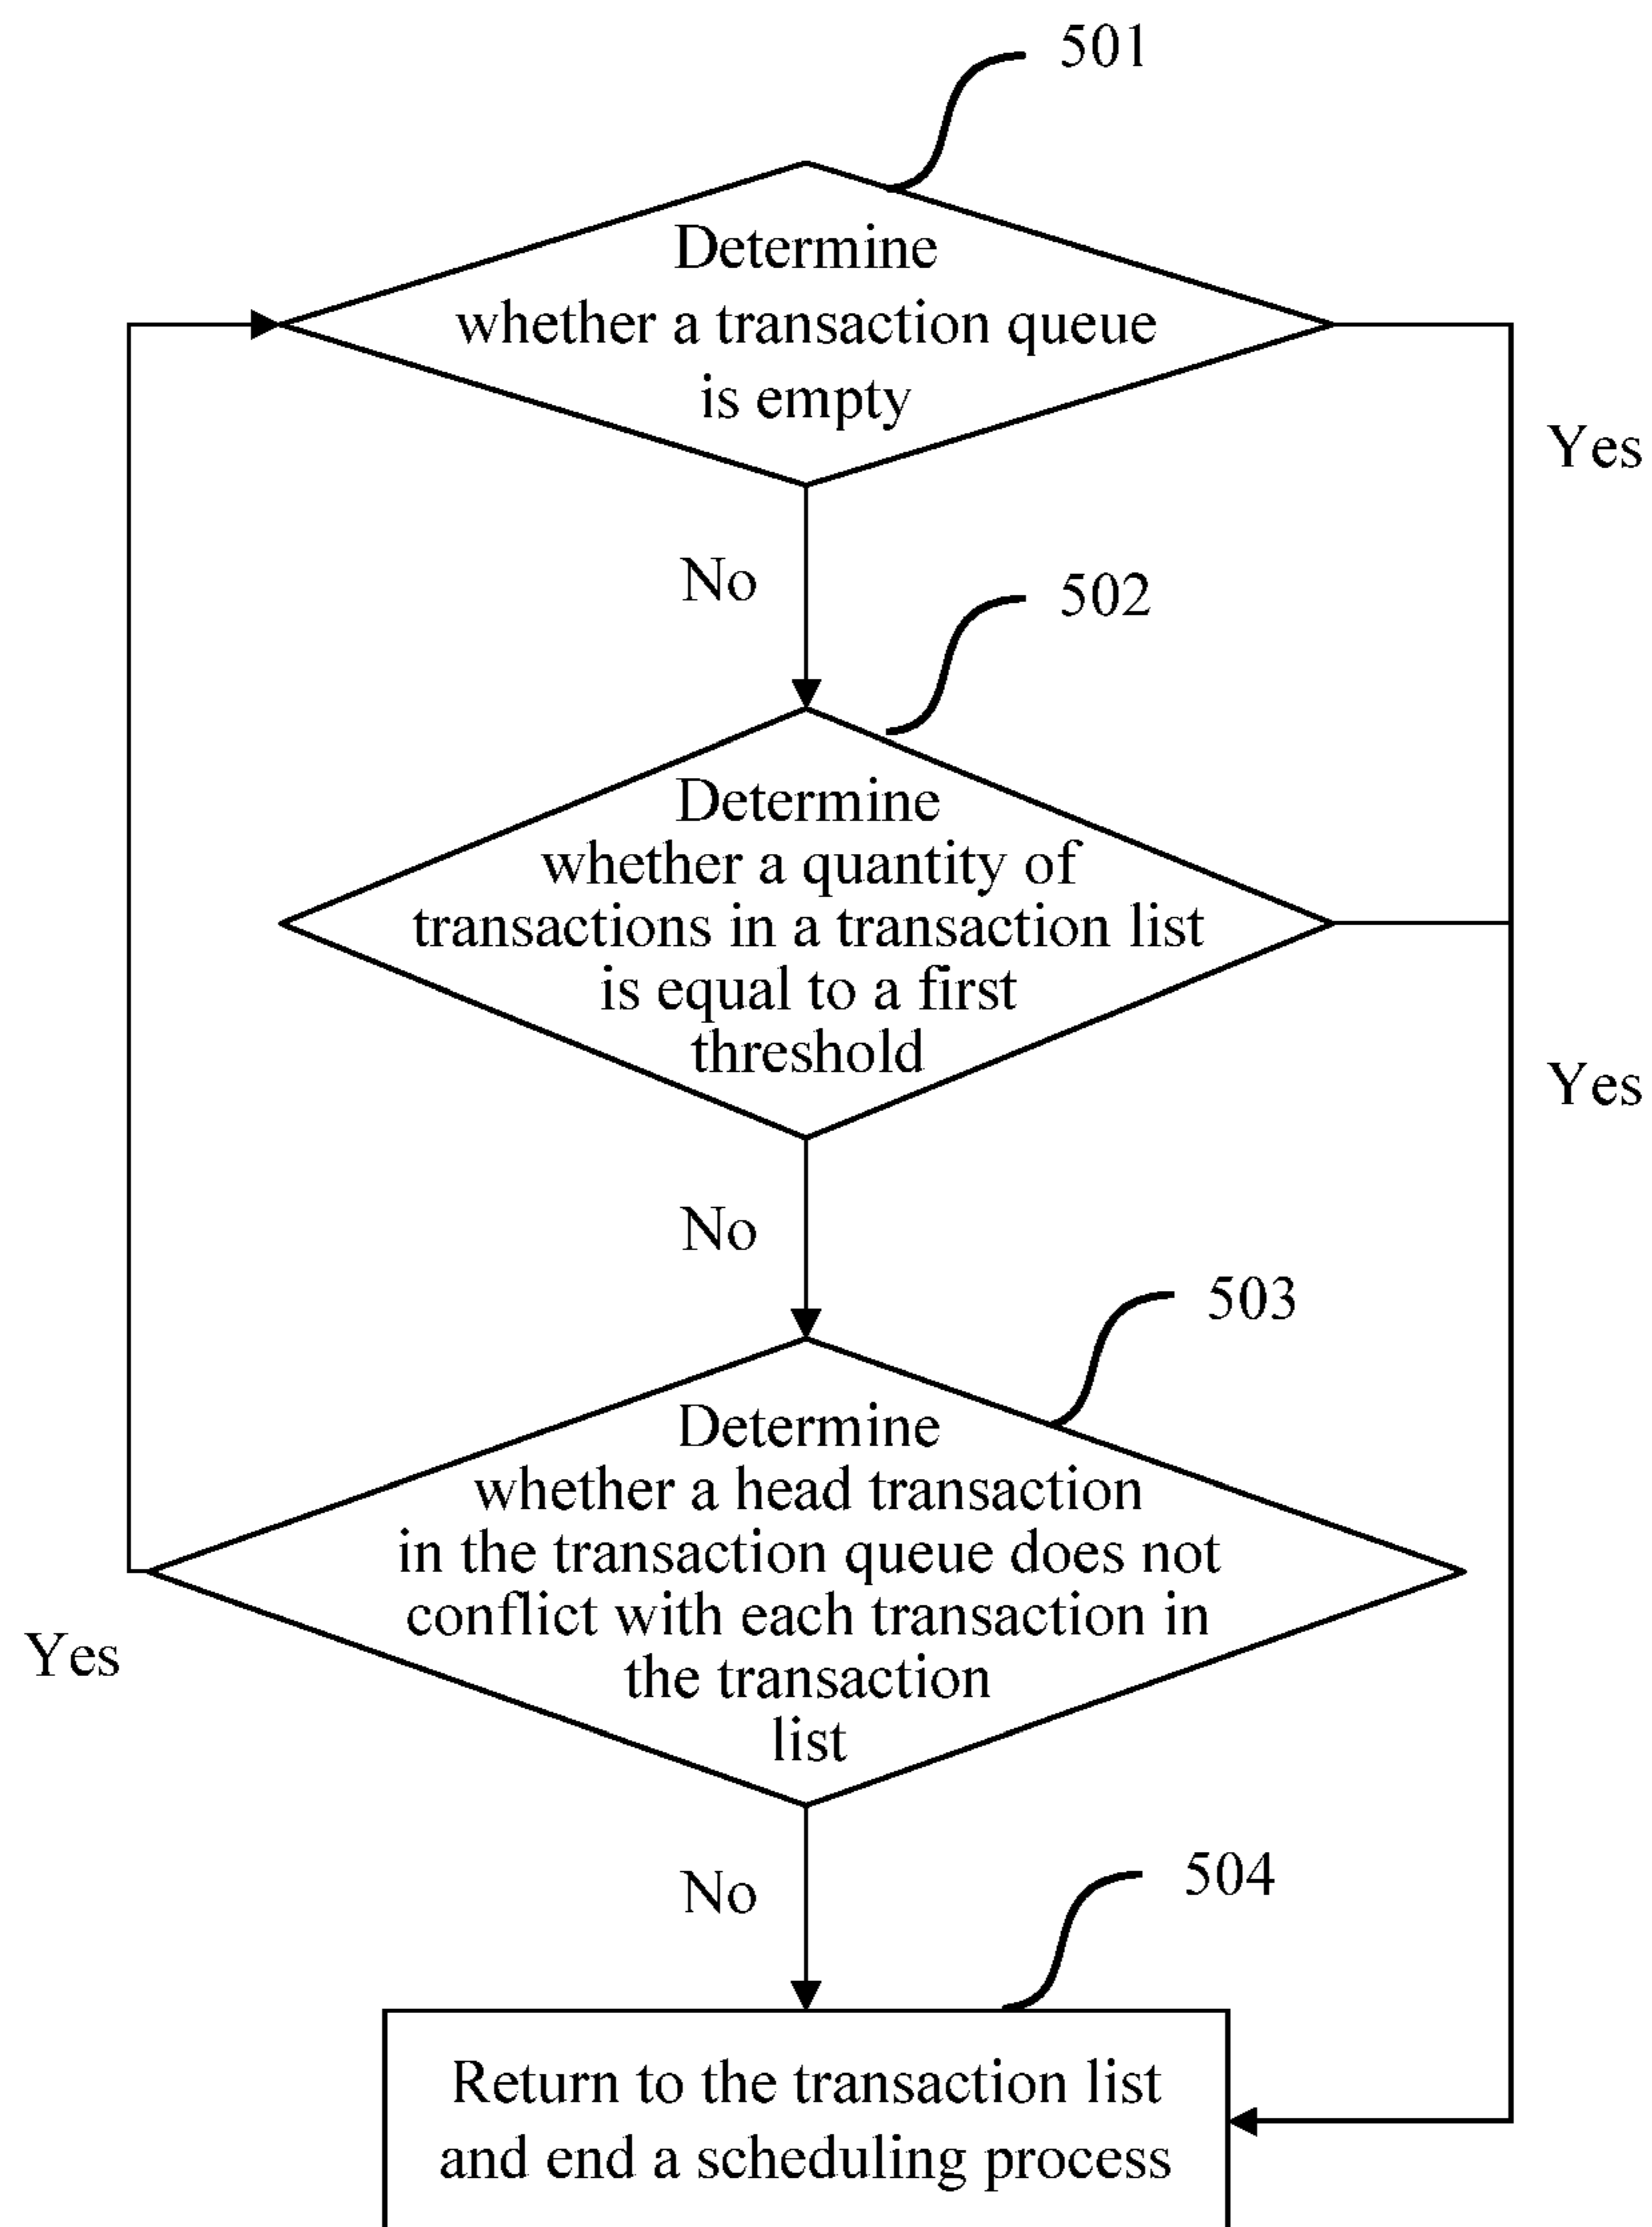 501
Determine
whether a transaction queue
is empty
Yes
No
502
Determine
whether a quantity of
transactions in a transaction list
is equal to a first
threshold
Yes
No
503
Determine
whether a head transaction
in the transaction queue does not
conflict with each transaction in
the transaction
list
Yes
No
504
Return to the transaction list
and end a scheduling process